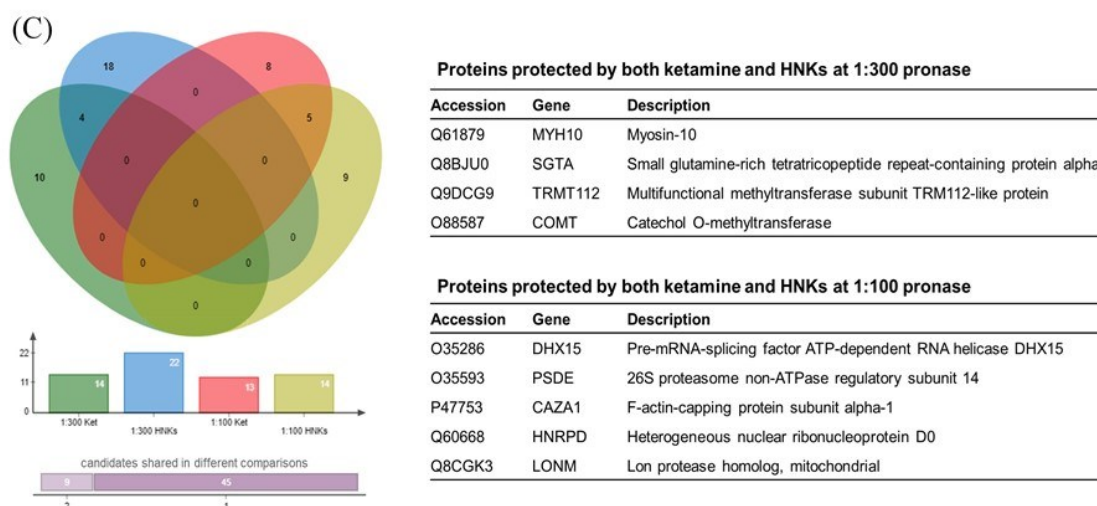 (C)
18
8
0
4
5
10
0
0
9
0
0
0
0
0
0
22
11
0
14
22
13
14
1:300 Ket
1:300 HNKs
1:100 Ket
1:100 HNKs
candidates shared in different comparisons
9
45
2
1
Proteins protected by both ketamine and HNKs at 1:300 pronase
Accession Gene Description
Q61879 MYH10 Myosin-10
Q8BJU0 SGTA Small glutamine-rich tetratricopeptide repeat-containing protein alpha
Q9DCG9 TRMT112 Multifunctional methyltransferase subunit TRM112-like protein
O88587 COMT Catechol O-methyltransferase
Proteins protected by both ketamine and HNKs at 1:100 pronase
Accession Gene Description
O35286 DHX15 Pre-mRNA-splicing factor ATP-dependent RNA helicase DHX15
O35593 PSDE 26S proteasome non-ATPase regulatory subunit 14
P47753 CAZA1 F-actin-capping protein subunit alpha-1
Q60668 HNRPD Heterogeneous nuclear ribonucleoprotein D0
Q8CGK3 LONM Lon protease homolog, mitochondrial